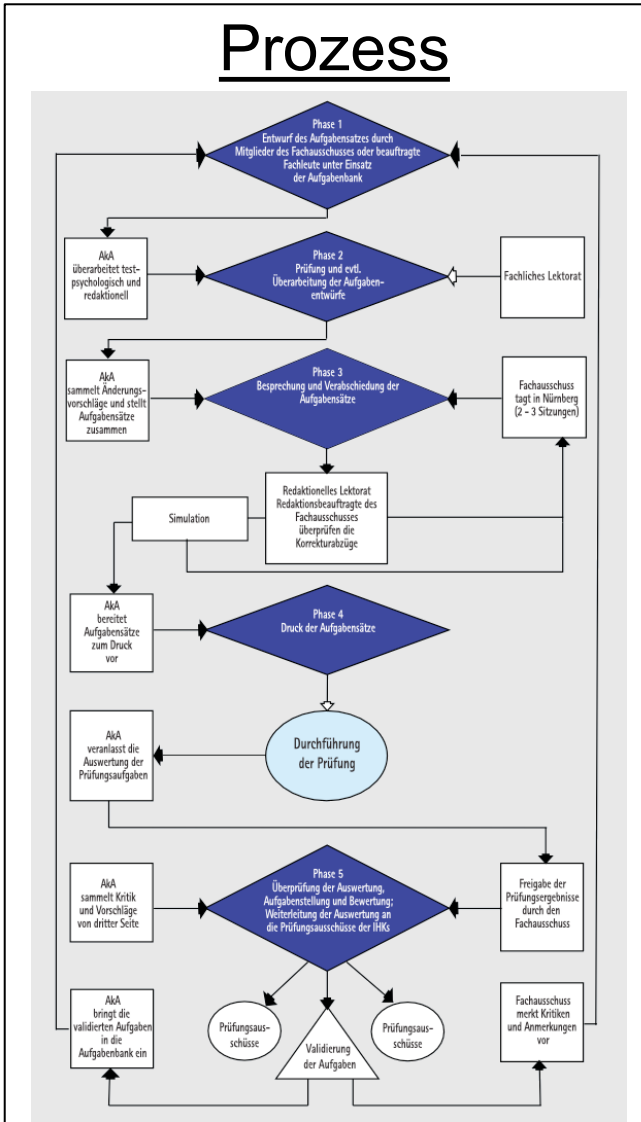 Prozess
Phase 1
Entwurf des Aufgabensatzes durch
Mitglieder des Fachausschusses oder beauftragte
Fachleute unter Einsatz
der Aufgabenbank
AkA
überarbeitet test-
psychologisch und
redaktionell
Phase 2
Prüfung und evtl.
Überarbeitung der Aufgaben-
entwürfe
Fachliches Lektorat
AkA
sammelt Änderungs-
vorschläge und stellt
Aufgabensätze
zusammen
Phase 3
Besprechung und Verabschiedung der
Aufgabensätze
Fachausschuss
tagt in Nürnberg
(2 – 3 Sitzungen)
Simulation
Redaktionelles Lektorat
Redaktionsbeauftragte des
Fachausschusses
überprüfen die
Korrekturabzüge
AkA
bereitet
Aufgabensätze
zum Druck
vor
Phase 4
Druck der Aufgabensätze
AkA
veranlasst die
Auswertung der
Prüfungsaufgaben
Durchführung
der Prüfung
AkA
sammelt Kritik
und Vorschläge
von dritter Seite
Phase 5
Überprüfung der Auswertung,
Aufgabenstellung und Bewertung;
Weiterleitung der Auswertung an
die Prüfungsausschüsse der IHKs
Freigabe der
Prüfungsergebnisse
durch den
Fachausschuss
AkA
bringt die
validierten Aufgaben
in die
Aufgabenbank ein
Prüfungsaus-
schüsse
Validierung
der Aufgaben
Prüfungsaus-
schüsse
Fachausschuss
merkt Kritiken
und Anmerkungen
vor